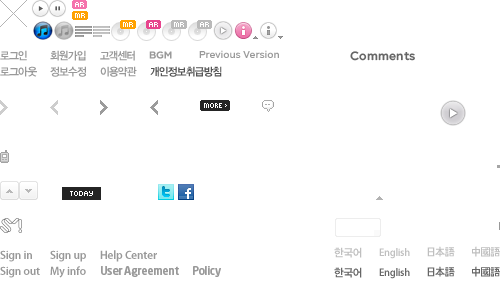 AR
MR
MR AR MR AR
로그인 회원가입 고객센터 BGM Previous Version Comments
로그아웃 정보수정 이용약관 개인정보취급방침
MORE
TODAY
한국어 English 日本語 中國語
Sign in Sign up Help Center
Sign out My info User Agreement Policy 한국어 English 日本語 中國語